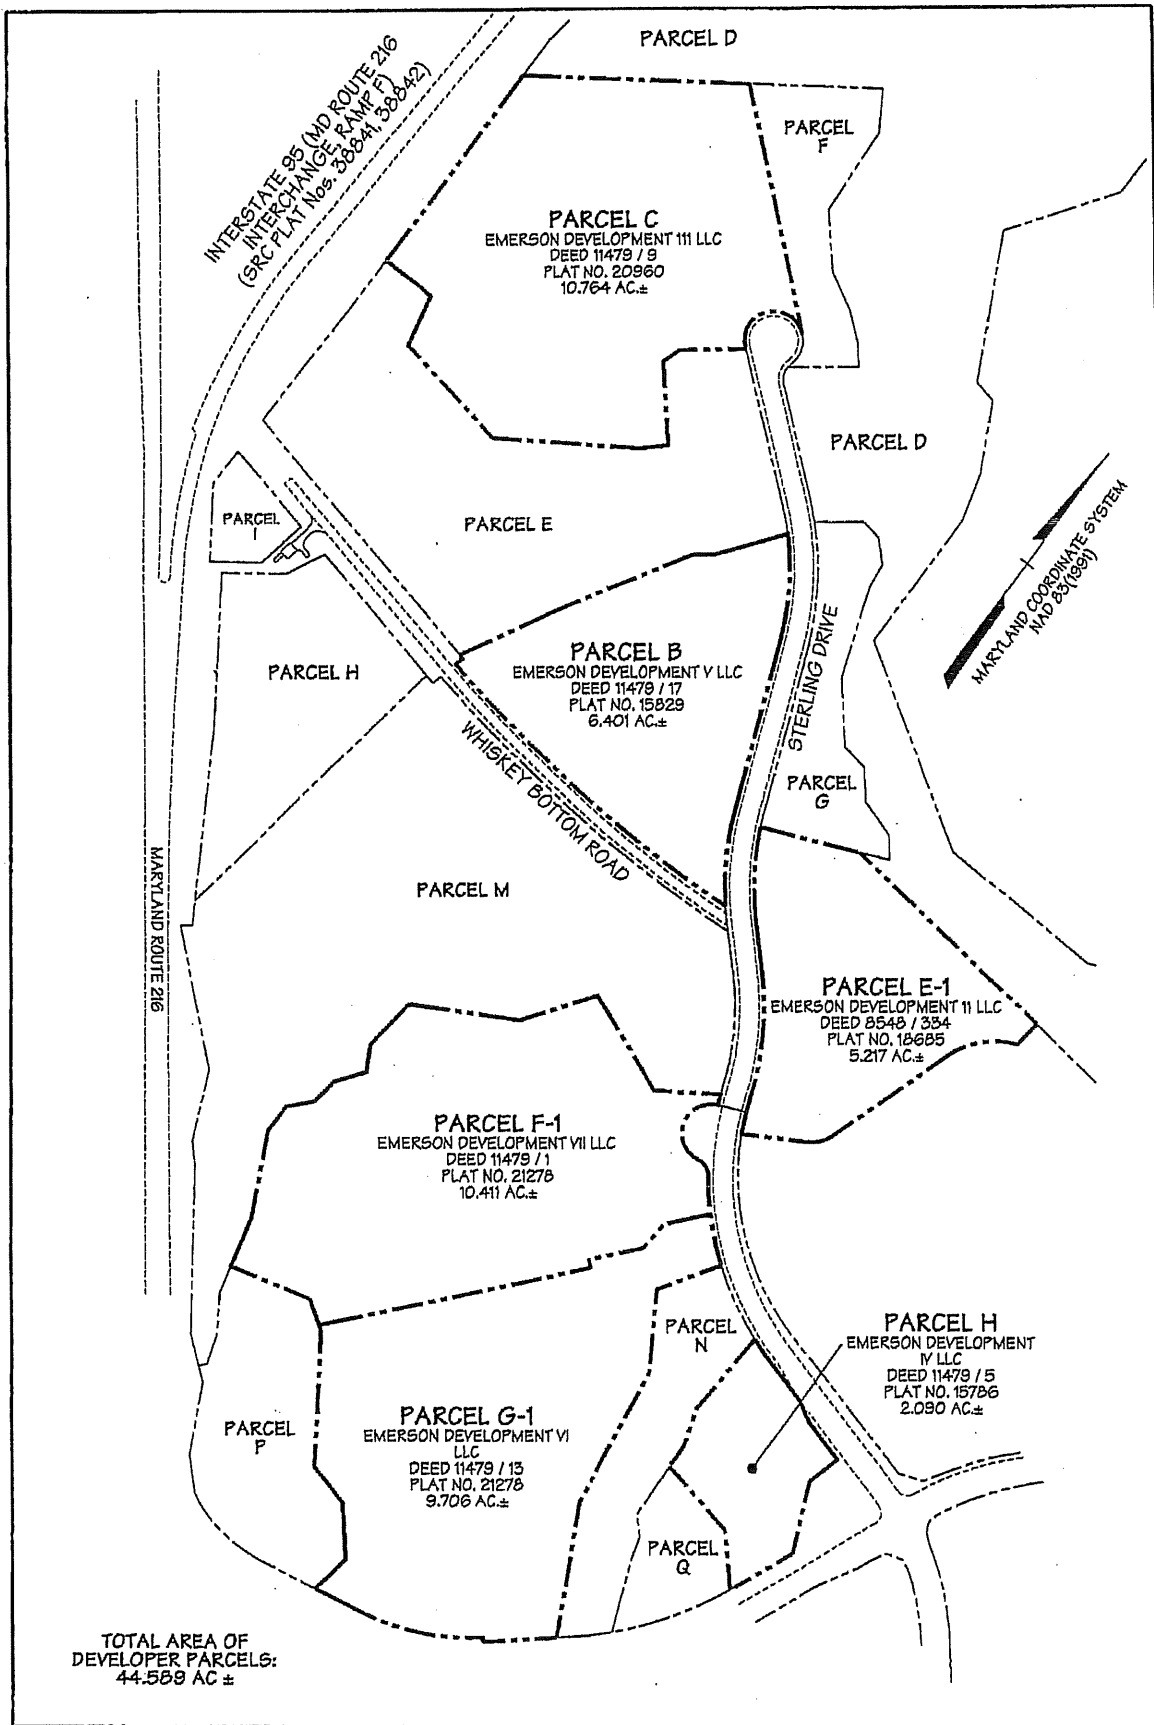 PARCEL D
INTERSTATE 95 (MD ROUTE 216
INTERCHANGE, RAMP F)
(SRC PLAT Nos. 38841, 38842)
PARCEL
F
PARCEL C
EMERSON DEVELOPMENT 111 LLC
DEED 11479 / 9
PLAT NO. 20960
10.764 AC.±
PARCEL D
PARCEL
I
PARCEL E
MARYLAND COORDINATE SYSTEM
NAD 83(1991)
PARCEL H
PARCEL B
EMERSON DEVELOPMENT V LLC
DEED 11479 / 17
PLAT NO. 15829
6.401 AC.±
STERLING DRIVE
WHISKEY BOTTOM ROAD
PARCEL
G
MARYLAND ROUTE 216
PARCEL M
PARCEL E-1
EMERSON DEVELOPMENT 11 LLC
DEED 8548 / 334
PLAT NO. 18685
5.217 AC.±
PARCEL F-1
EMERSON DEVELOPMENT VII LLC
DEED 11479 / 1
PLAT NO. 21278
10.411 AC.±
PARCEL
N
PARCEL H
EMERSON DEVELOPMENT
IV LLC
DEED 11479 / 5
PLAT NO. 15786
2.090 AC.±
PARCEL
P
PARCEL G-1
EMERSON DEVELOPMENT VI
LLC
DEED 11479 / 13
PLAT NO. 21278
9.706 AC.±
PARCEL
Q
TOTAL AREA OF
DEVELOPER PARCELS:
44.589 AC ±